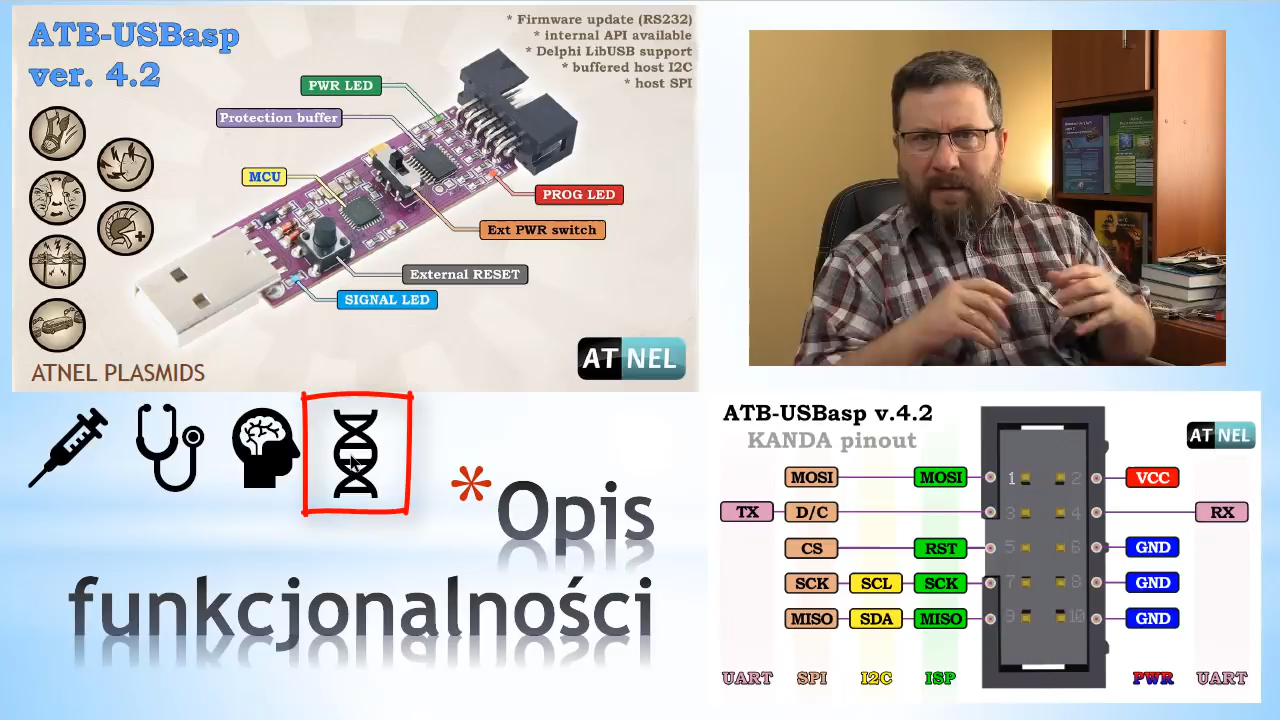 ATB-USBasp
ver. 4.2
* Firmware update (RS232)
* internal API available
* Delphi LibUSB support
* buffered host I2C
* host SPI
PWR LED
Protection buffer
MCU
PROG LED
Ext PWR switch
External RESET
SIGNAL LED
ATNEL PLASMIDS
AT NEL
* Opis
funkcjonalności
ATB-USBasp v.4.2
KANDA pinout
AT NEL
MOSI MOSI 1 2 VCC
TX D/C 3 4 RX
CS RST 5 6 GND
SCK SCL SCK 7 8 GND
MISO SDA MISO 9 10 GND
UART SPI I2C ISP PWR UART